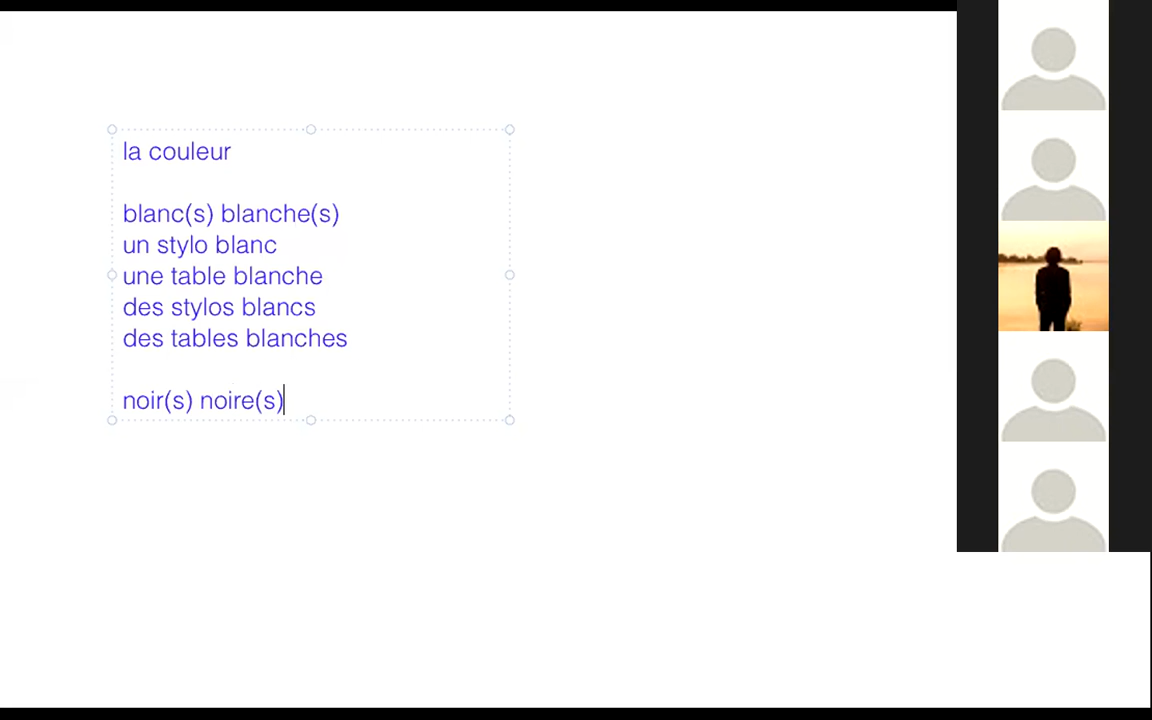 la couleur
blanc(s) blanche(s)
un stylo blanc
une table blanche
des stylos blancs
des tables blanches
noir(s) noire(s)